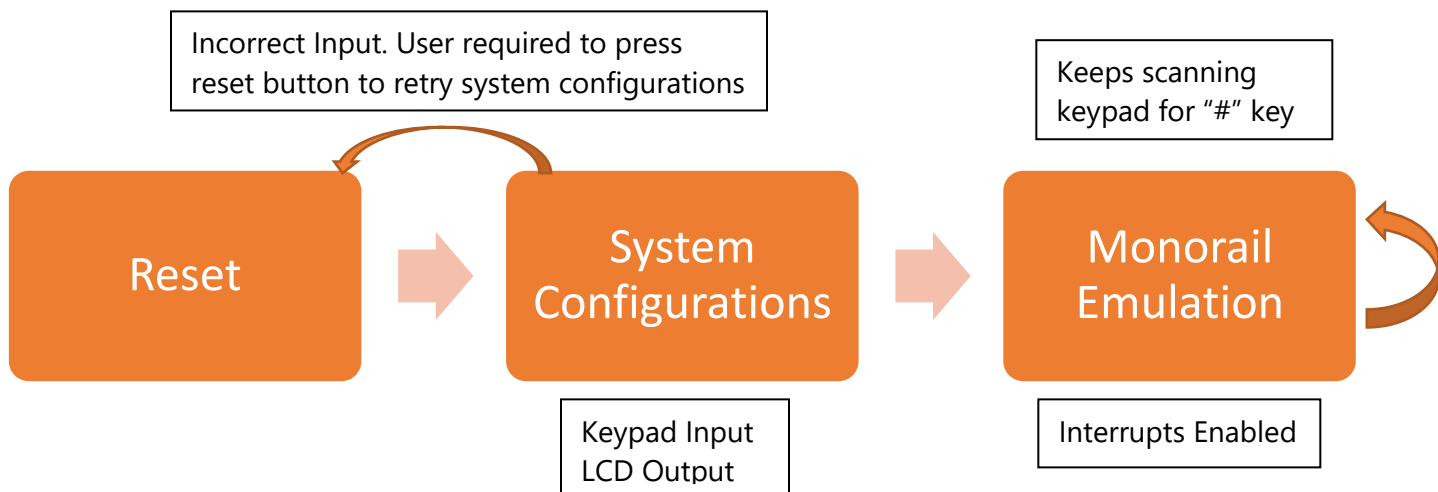 Incorrect Input. User required to press
reset button to retry system configurations
Keeps scanning
keypad for “#” key
Reset
System
Configurations
Monorail
Emulation
Keypad Input
LCD Output
Interrupts Enabled